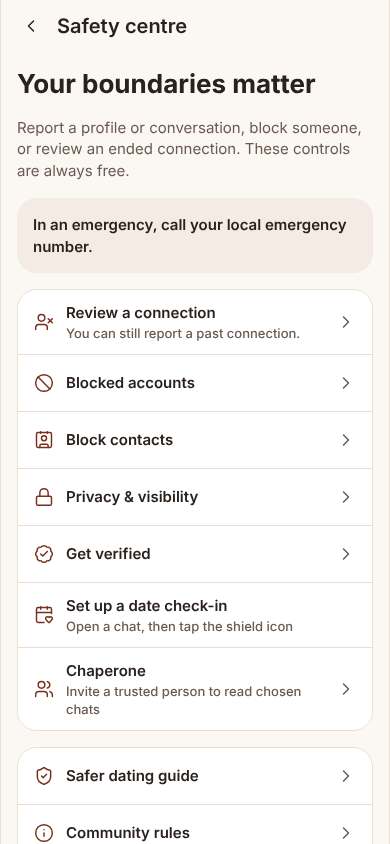 Safety centre
Your boundaries matter
Report a profile or conversation, block someone,
or review an ended connection. These controls
are always free.
In an emergency, call your local emergency
number.
Review a connection
You can still report a past connection.
Blocked accounts
Block contacts
Privacy & visibility
Get verified
Set up a date check-in
Open a chat, then tap the shield icon
Chaperone
Invite a trusted person to read chosen
chats
Safer dating guide
Community rules